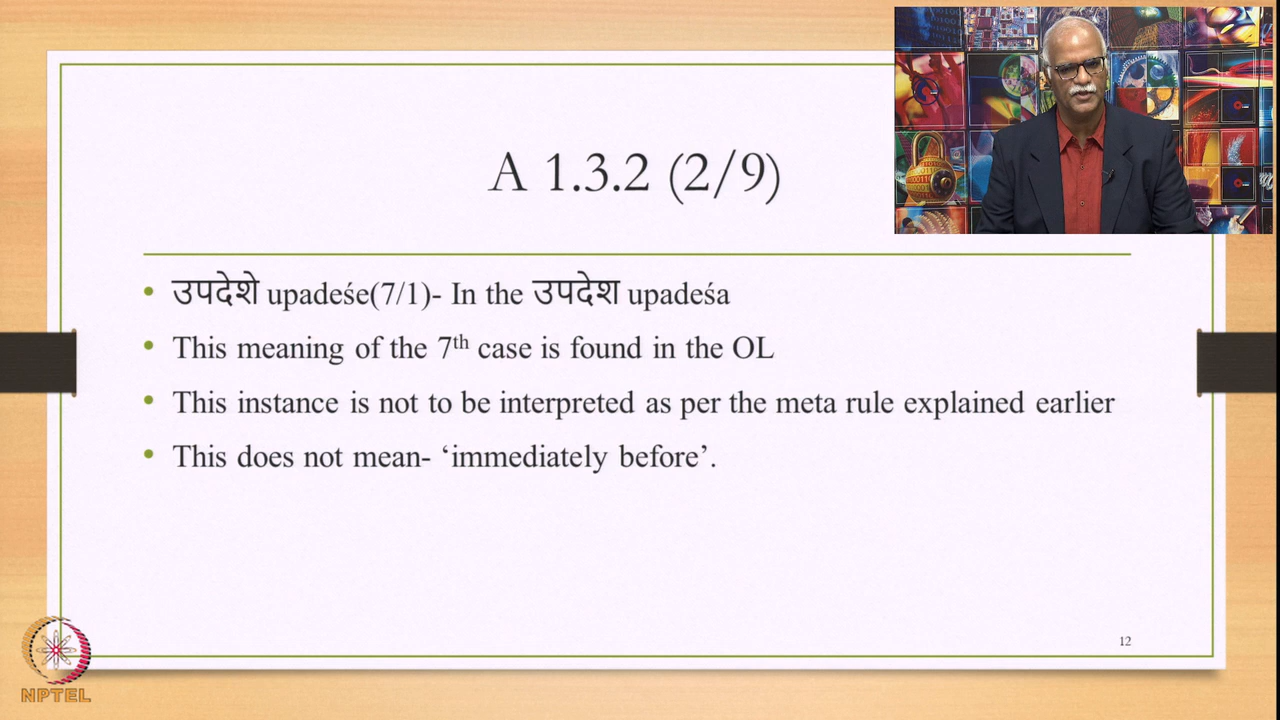 A 1.3.2 (2/9)
• उपदेशे upadeśe(7/1)- In the उपदेश upadeśa
• This meaning of the 7th case is found in the OL
• This instance is not to be interpreted as per the meta rule explained earlier
• This does not mean- ‘immediately before’.
12
NPTEL